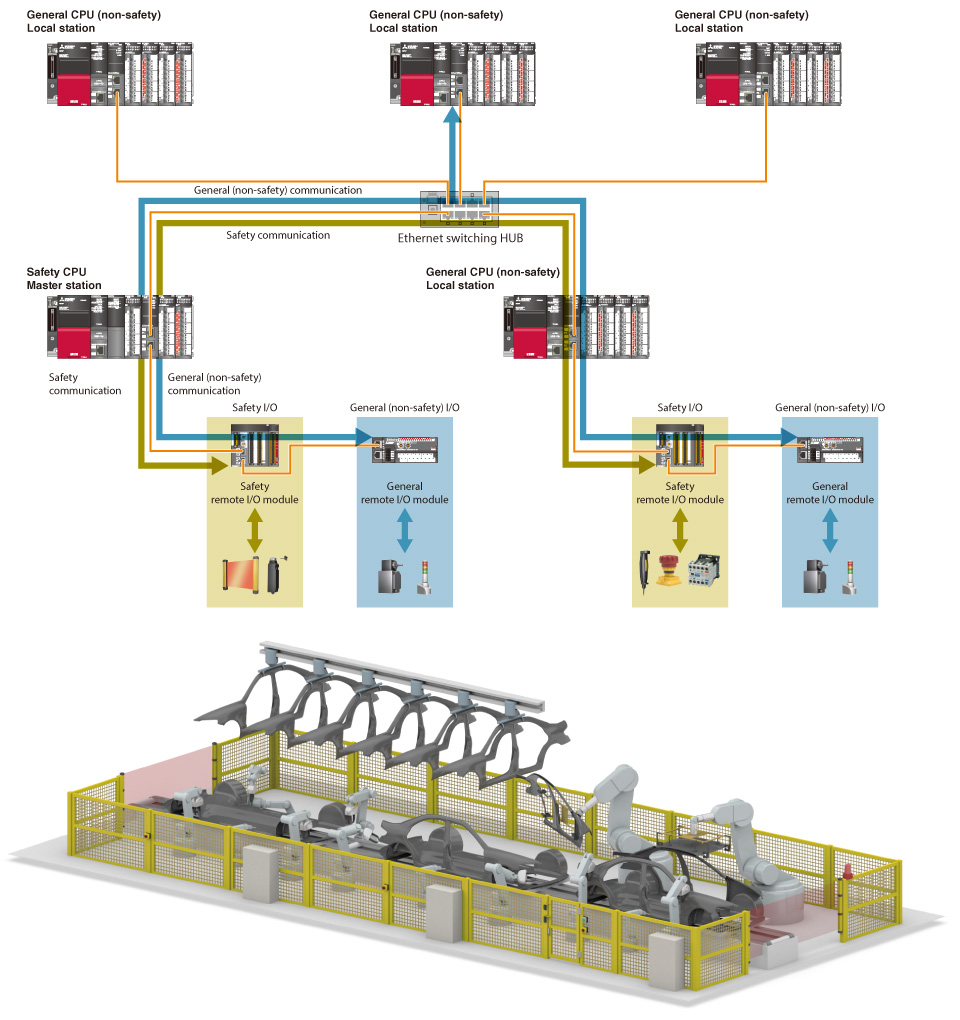 General CPU (non-safety)
Local station
General CPU (non-safety)
Local station
General CPU (non-safety)
Local station
General (non-safety) communication
Safety communication
Ethernet switching HUB
Safety CPU
Master station
General CPU (non-safety)
Local station
Safety
communication
General (non-safety)
communication
Safety I/O
General (non-safety) I/O
Safety I/O
General (non-safety) I/O
Safety
remote I/O module
General
remote I/O module
Safety
remote I/O module
General
remote I/O module